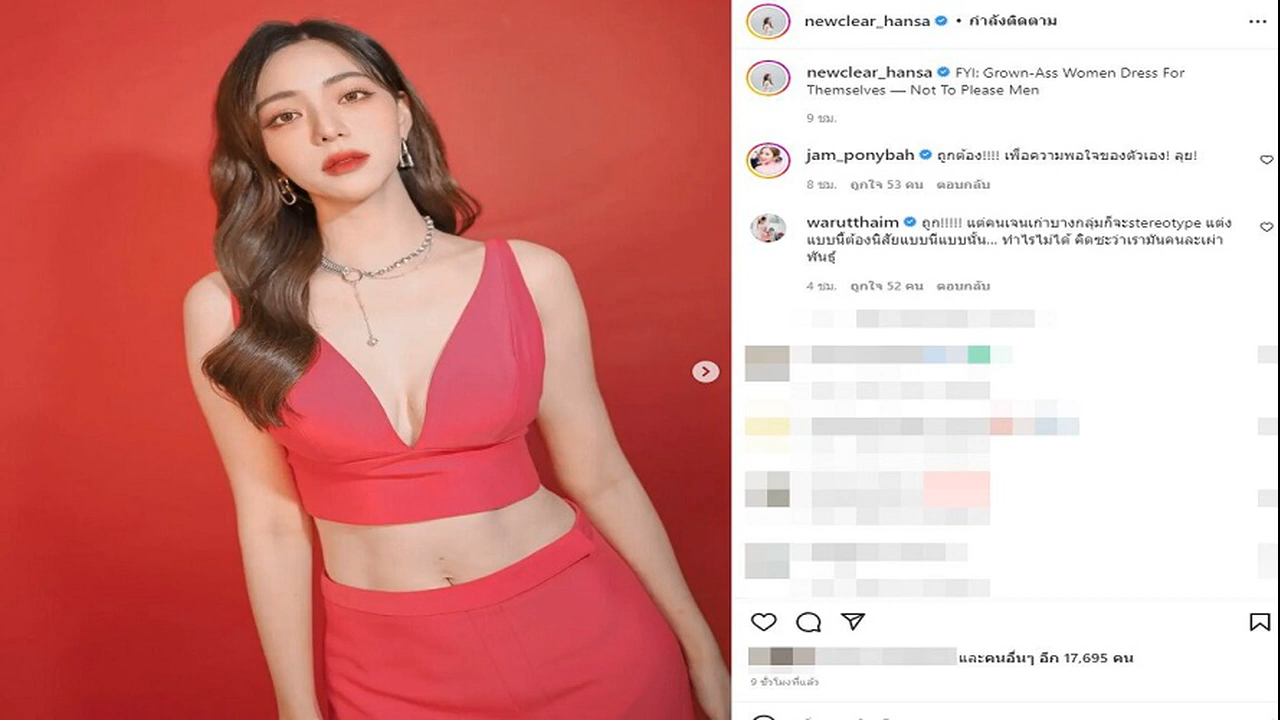 newclear_hansa • กำลังติดตาม
newclear_hansa FYI: Grown-Ass Women Dress For
Themselves — Not To Please Men
9 ชม.
jam_ponybah ถูกต้อง!!!! เพื่อความพอใจของตัวเอง! ลุย!
8 ชม. ถูกใจ 53 คน ตอบกลับ
warutthaim ถูก!!!!! แต่คนเจนเก่าบางกลุ่มก็จะstereotype แต่ง
แบบนี้ต้องนิสัยแบบนี้แบบนั้น... ทำไรไม่ได้ คิดซะว่าเรามันคนละเผ่า
พันธุ์
4 ชม. ถูกใจ 52 คน ตอบกลับ
และคนอื่นๆ อีก 17,695 คน
9 ชั่วโมงที่แล้ว